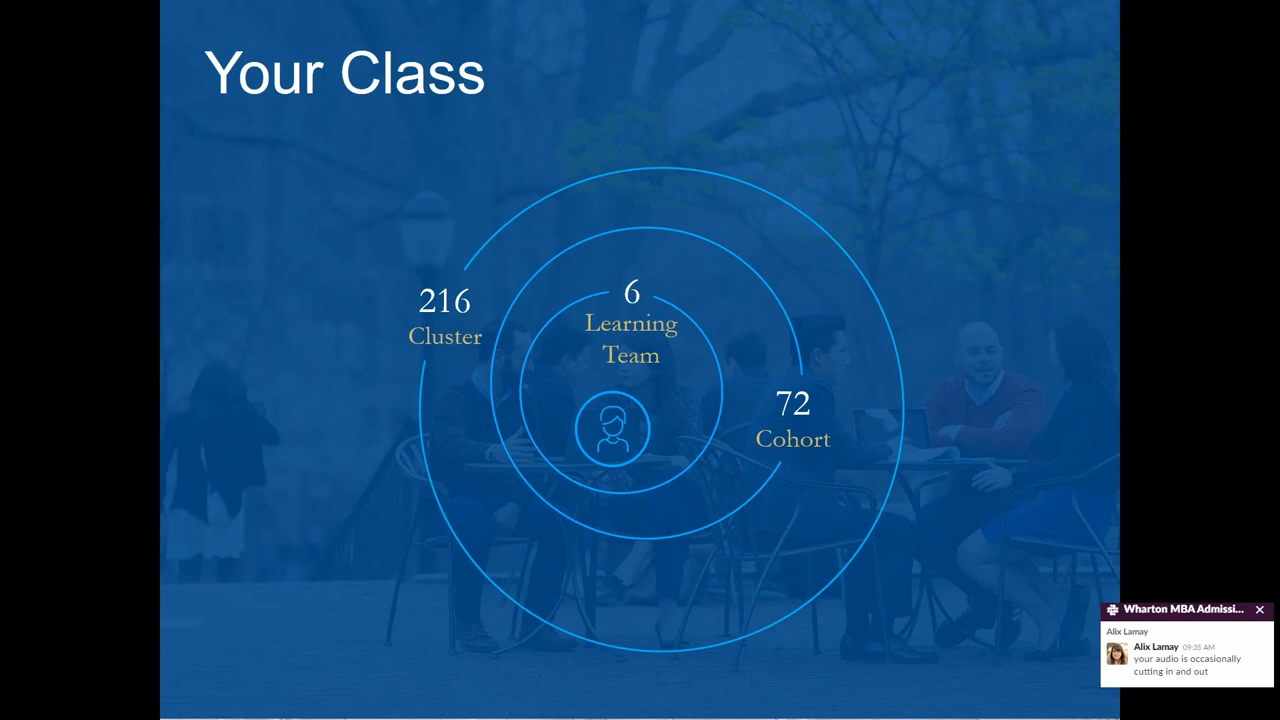 Your Class
216
Cluster
6
Learning
Team
72
Cohort
Wharton MBA Admissi...
Alix Lamay
Alix Lamay 09:35 AM
your audio is occasionally
cutting in and out